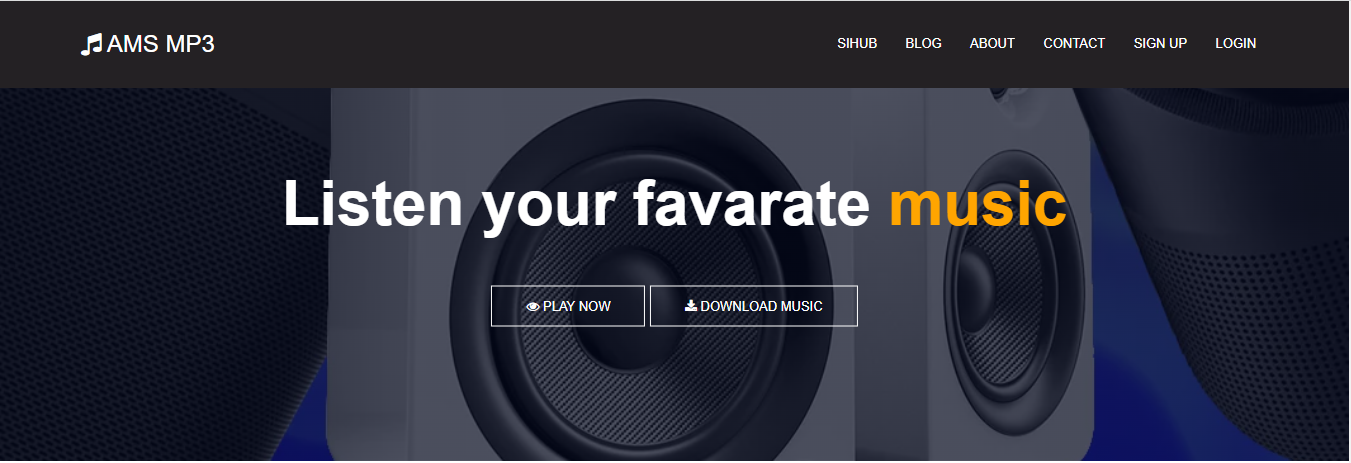 AMS MP3
SIHUB BLOG ABOUT CONTACT SIGN UP LOGIN
Listen your favarate music
PLAY NOW DOWNLOAD MUSIC